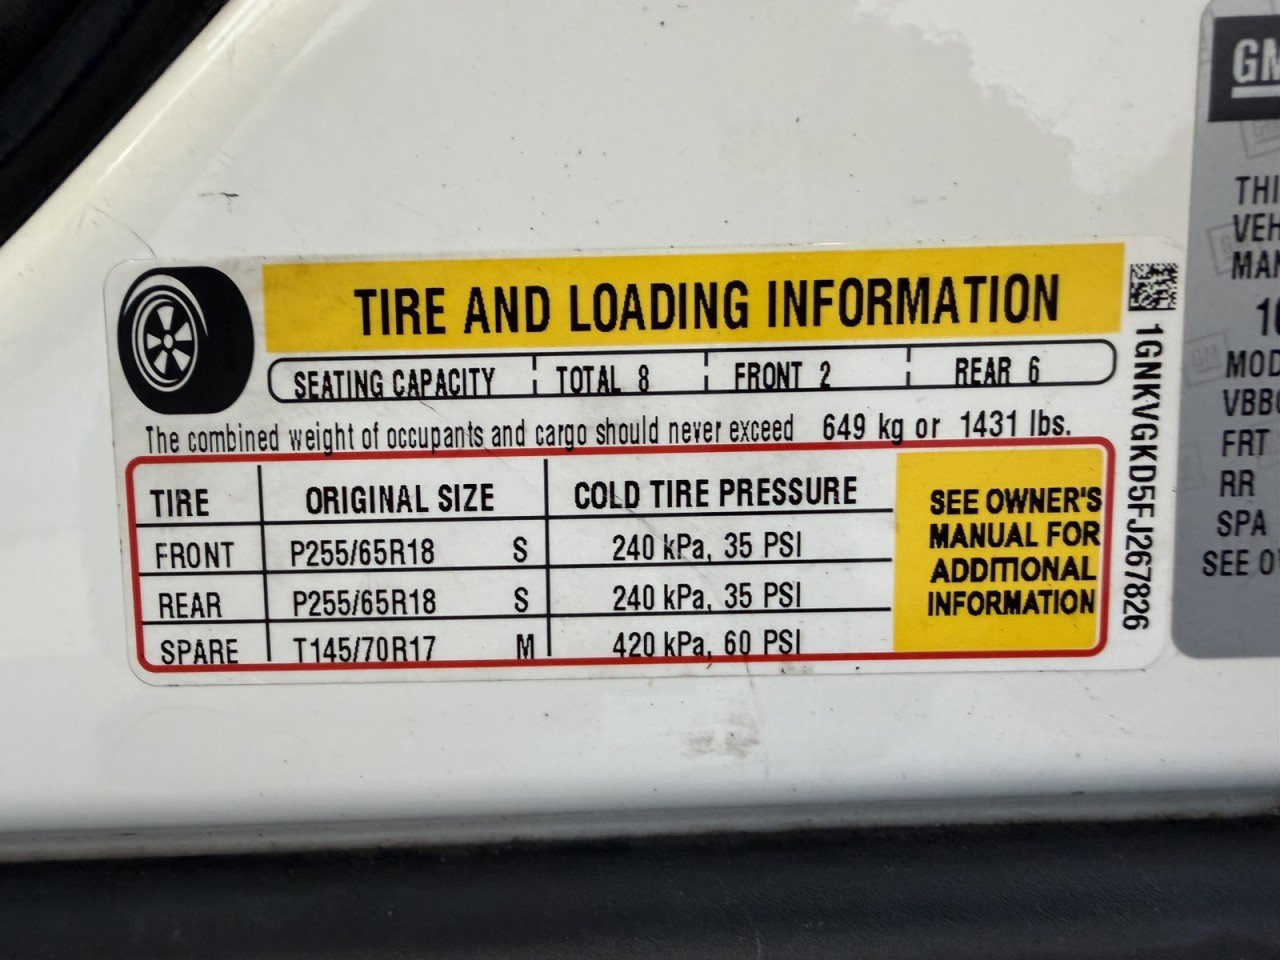 TIRE AND LOADING INFORMATION
SEATING CAPACITY TOTAL 8 FRONT 2 REAR 6
The combined weight of occupants and cargo should never exceed 649 kg or 1431 lbs.
TIRE ORIGINAL SIZE COLD TIRE PRESSURE
FRONT P255/65R18 S 240 kPa, 35 PSI
REAR P255/65R18 S 240 kPa, 35 PSI
SPARE T145/70R17 M 420 kPa, 60 PSI
SEE OWNER'S
MANUAL FOR
ADDITIONAL
INFORMATION
1GNKVGKD5FJ267826
GM
THI
VEH
MAN
MOD
FRT
RR
SPA
SEE